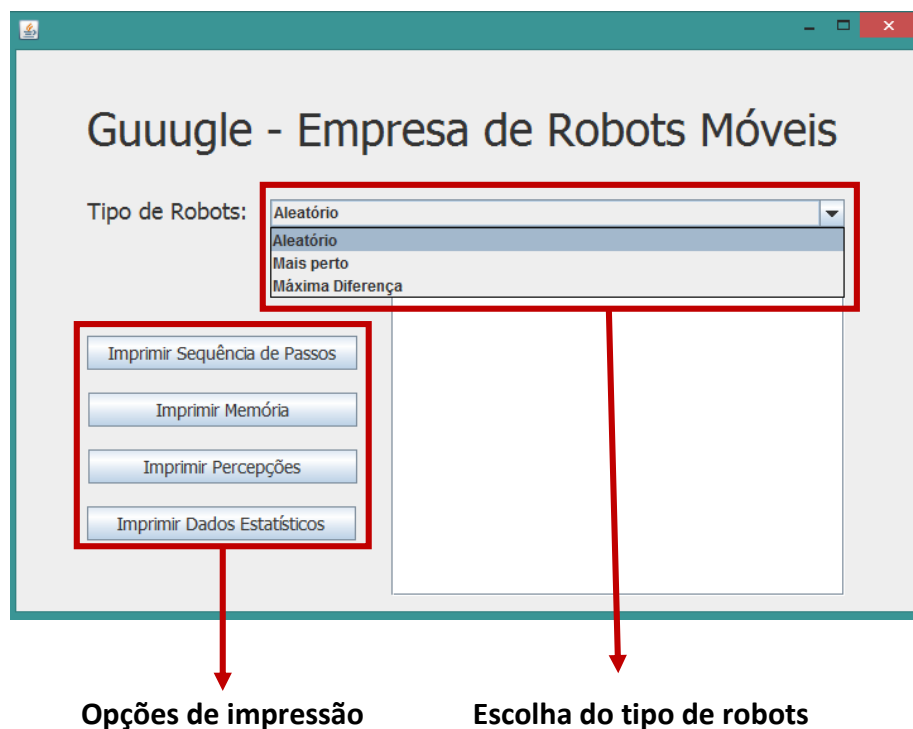 Guuugle - Empresa de Robots Móveis
Tipo de Robots:
Aleatório
Aleatório
Mais perto
Máxima Diferença
Imprimir Sequência de Passos
Imprimir Memória
Imprimir Percepções
Imprimir Dados Estatísticos
Opções de impressão
Escolha do tipo de robots